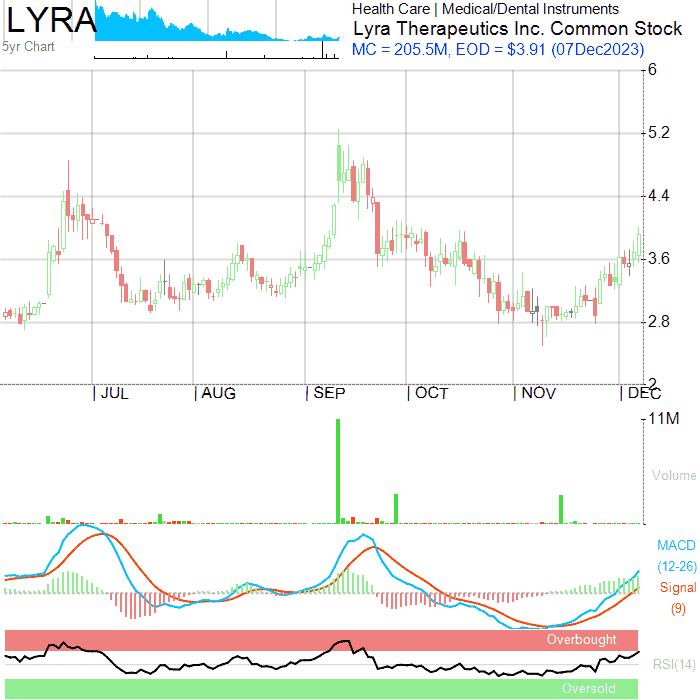 LYRA
5yr Chart
Health Care | Medical/Dental Instruments
Lyra Therapeutics Inc. Common Stock
MC = 205.5M, EOD = $3.91 (07Dec2023)
6
5.2
4.4
3.6
2.8
2
JUL
AUG
SEP
OCT
NOV
DEC
11M
Volume
MACD
(12-26)
Signal
(9)
Overbought
RSI(14)
Oversold